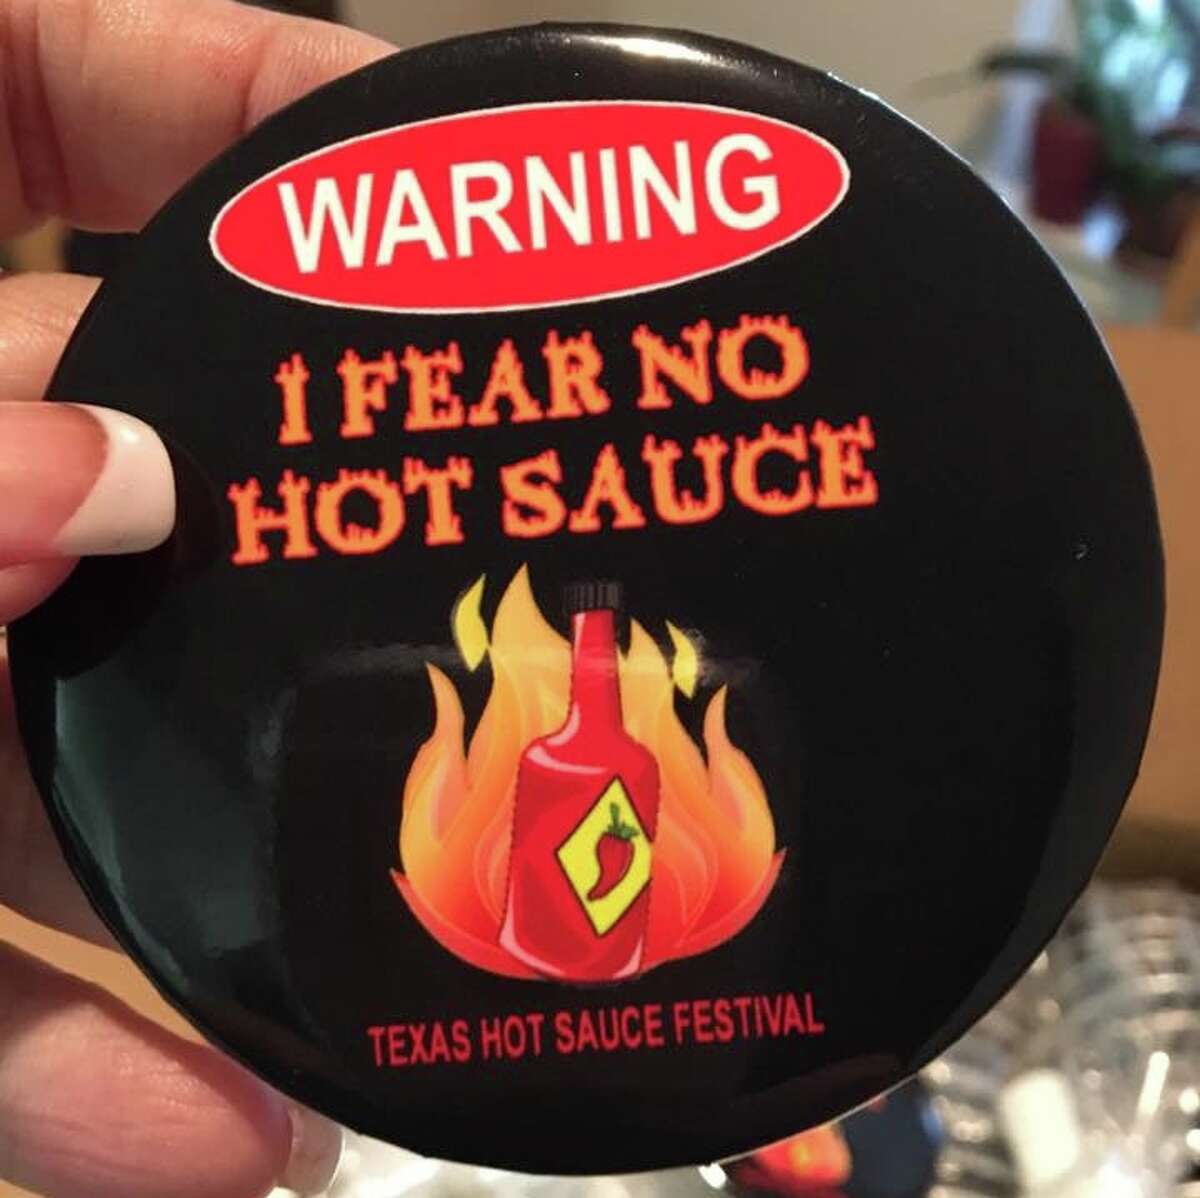 WARNING
I FEAR NO
HOT SAUCE
TEXAS HOT SAUCE FESTIVAL